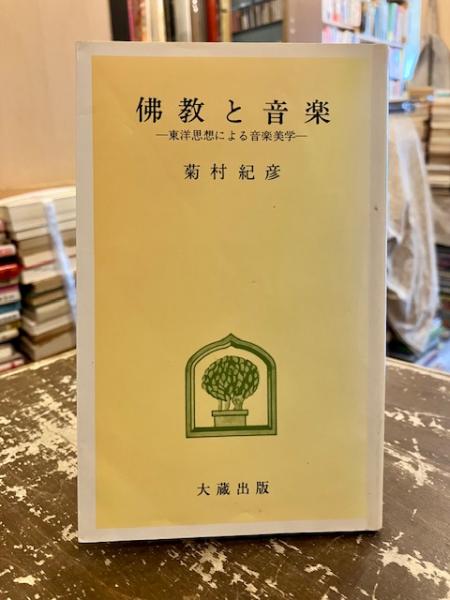 佛教と音楽
―東洋思想による音楽美学―
菊村紀彦
大蔵出版